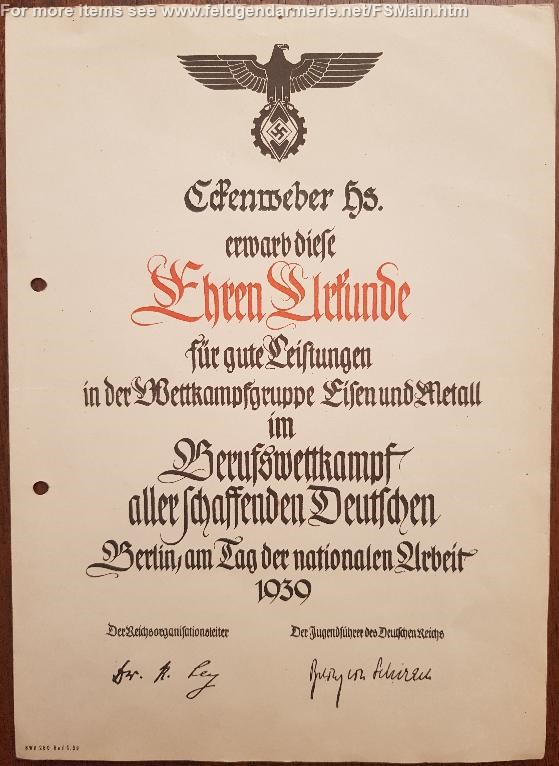 For more items see www.feldgendarmerie.net/FSMain.htm
Eckenweber Hs.
erwarb diese
Ehren Urkunde
für gute Leistungen
in der Wettkampfgruppe Eisen und Metall
im
Berufswettkampf
aller schaffenden Deutschen
Berlin, am Tag der nationalen Arbeit
1939
Der Reichsorganisationsleiter Der Jugendführer des Deutschen Reichs
Dr. R. Ley Baldur von Schirach